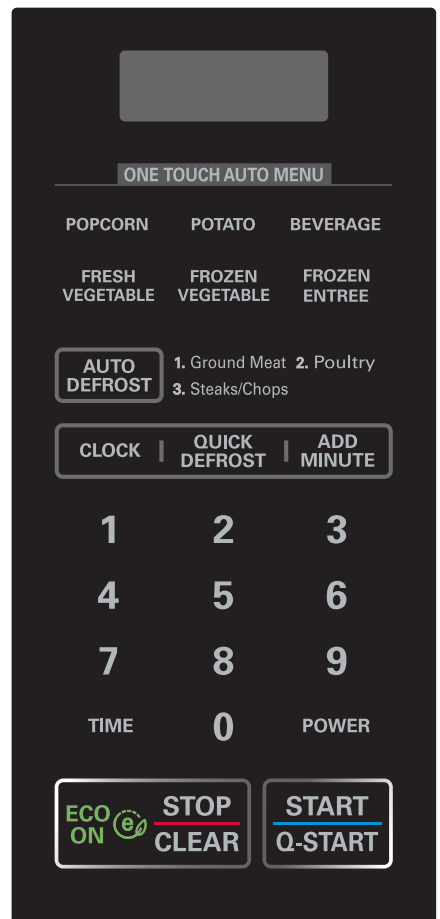 ONE TOUCH AUTO MENU
POPCORN POTATO BEVERAGE
FRESH VEGETABLE FROZEN VEGETABLE FROZEN ENTREE
AUTO DEFROST
1. Ground Meat 2. Poultry
3. Steaks/Chops
CLOCK QUICK DEFROST ADD MINUTE
1 2 3
4 5 6
7 8 9
TIME 0 POWER
ECO ON e STOP CLEAR
START Q-START